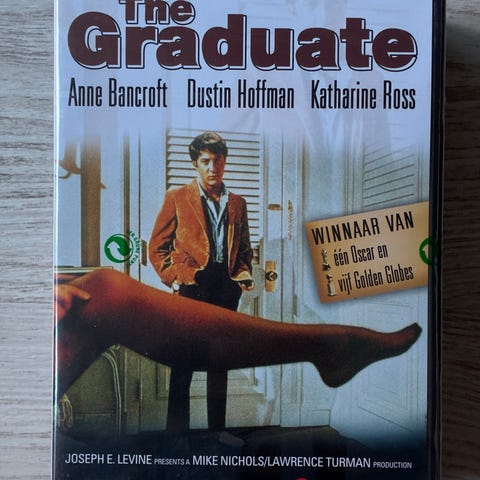 The
Graduate
Anne Bancroft Dustin Hoffman Katharine Ross
WINNAAR VAN
één Oscar en
vijf Golden Globes
JOSEPH E. LEVINE PRESENTS A MIKE NICHOLS/LAWRENCE TURMAN PRODUCTION